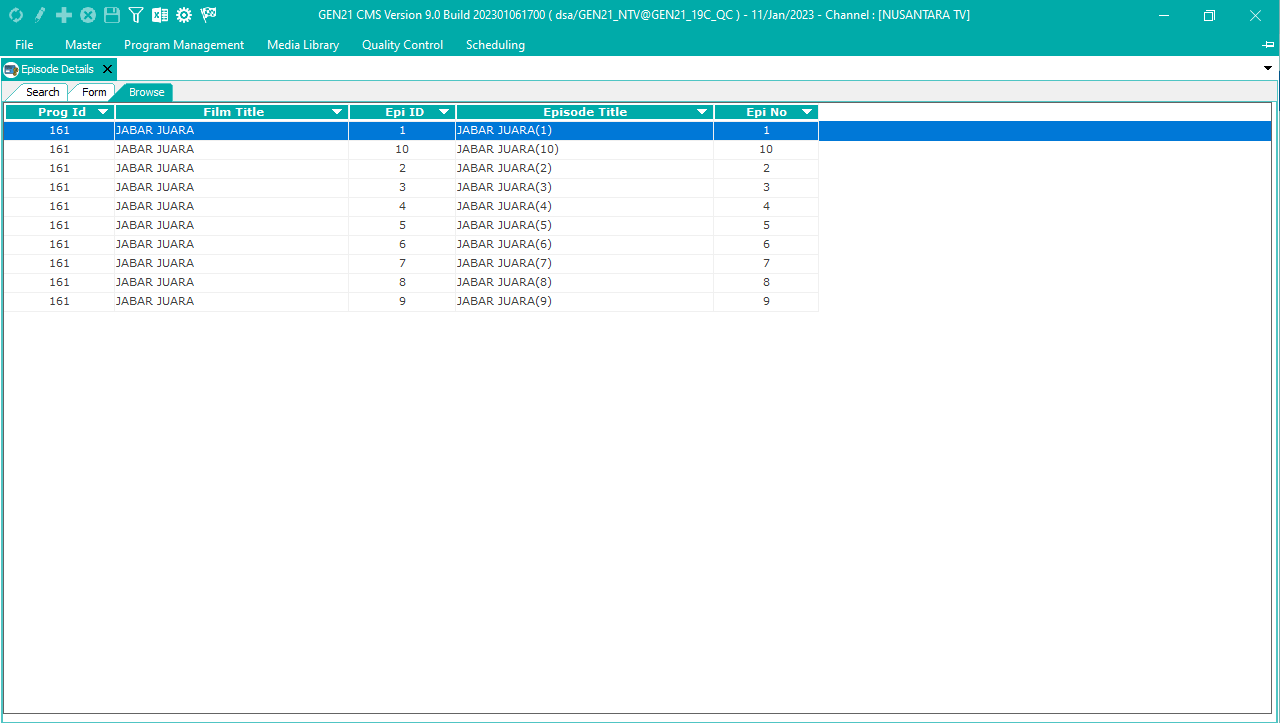 GEN21 CMS Version 9.0 Build 202301061700 ( dsa/GEN21_NTV@GEN21_19C_QC ) - 11/Jan/2023 - Channel : [NUSANTARA TV]
File Master Program Management Media Library Quality Control Scheduling
Episode Details
Search Form Browse
Prog Id Film Title Epi ID Episode Title Epi No
161 JABAR JUARA 1 JABAR JUARA(1) 1
161 JABAR JUARA 10 JABAR JUARA(10) 10
161 JABAR JUARA 2 JABAR JUARA(2) 2
161 JABAR JUARA 3 JABAR JUARA(3) 3
161 JABAR JUARA 4 JABAR JUARA(4) 4
161 JABAR JUARA 5 JABAR JUARA(5) 5
161 JABAR JUARA 6 JABAR JUARA(6) 6
161 JABAR JUARA 7 JABAR JUARA(7) 7
161 JABAR JUARA 8 JABAR JUARA(8) 8
161 JABAR JUARA 9 JABAR JUARA(9) 9